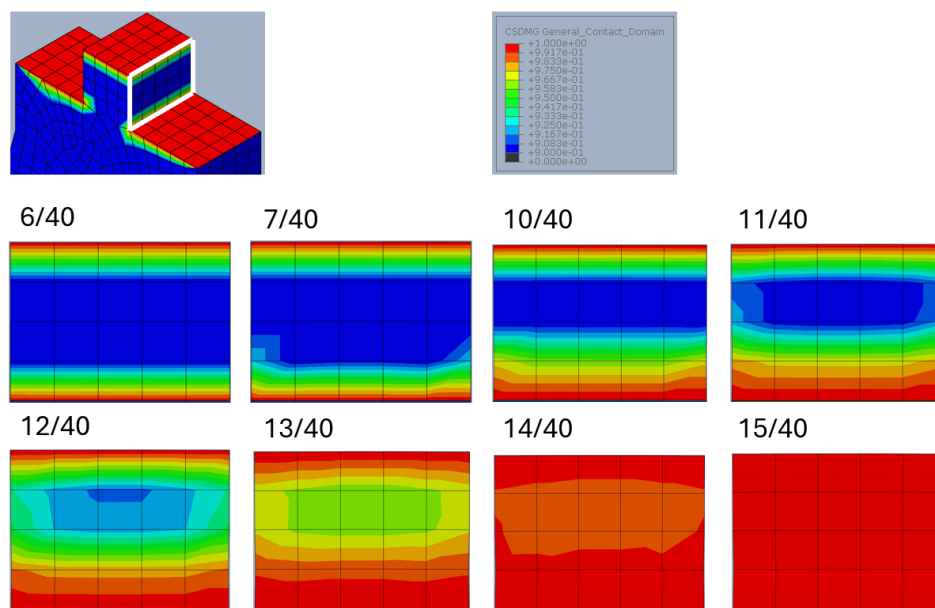 CSDMG General_Contact_Domain
+1.000e+00
+9.917e-01
+9.833e-01
+9.750e-01
+9.667e-01
+9.583e-01
+9.500e-01
+9.417e-01
+9.333e-01
+9.250e-01
+9.167e-01
+9.083e-01
+9.000e-01
+0.000e+00
6/40
7/40
10/40
11/40
12/40
13/40
14/40
15/40